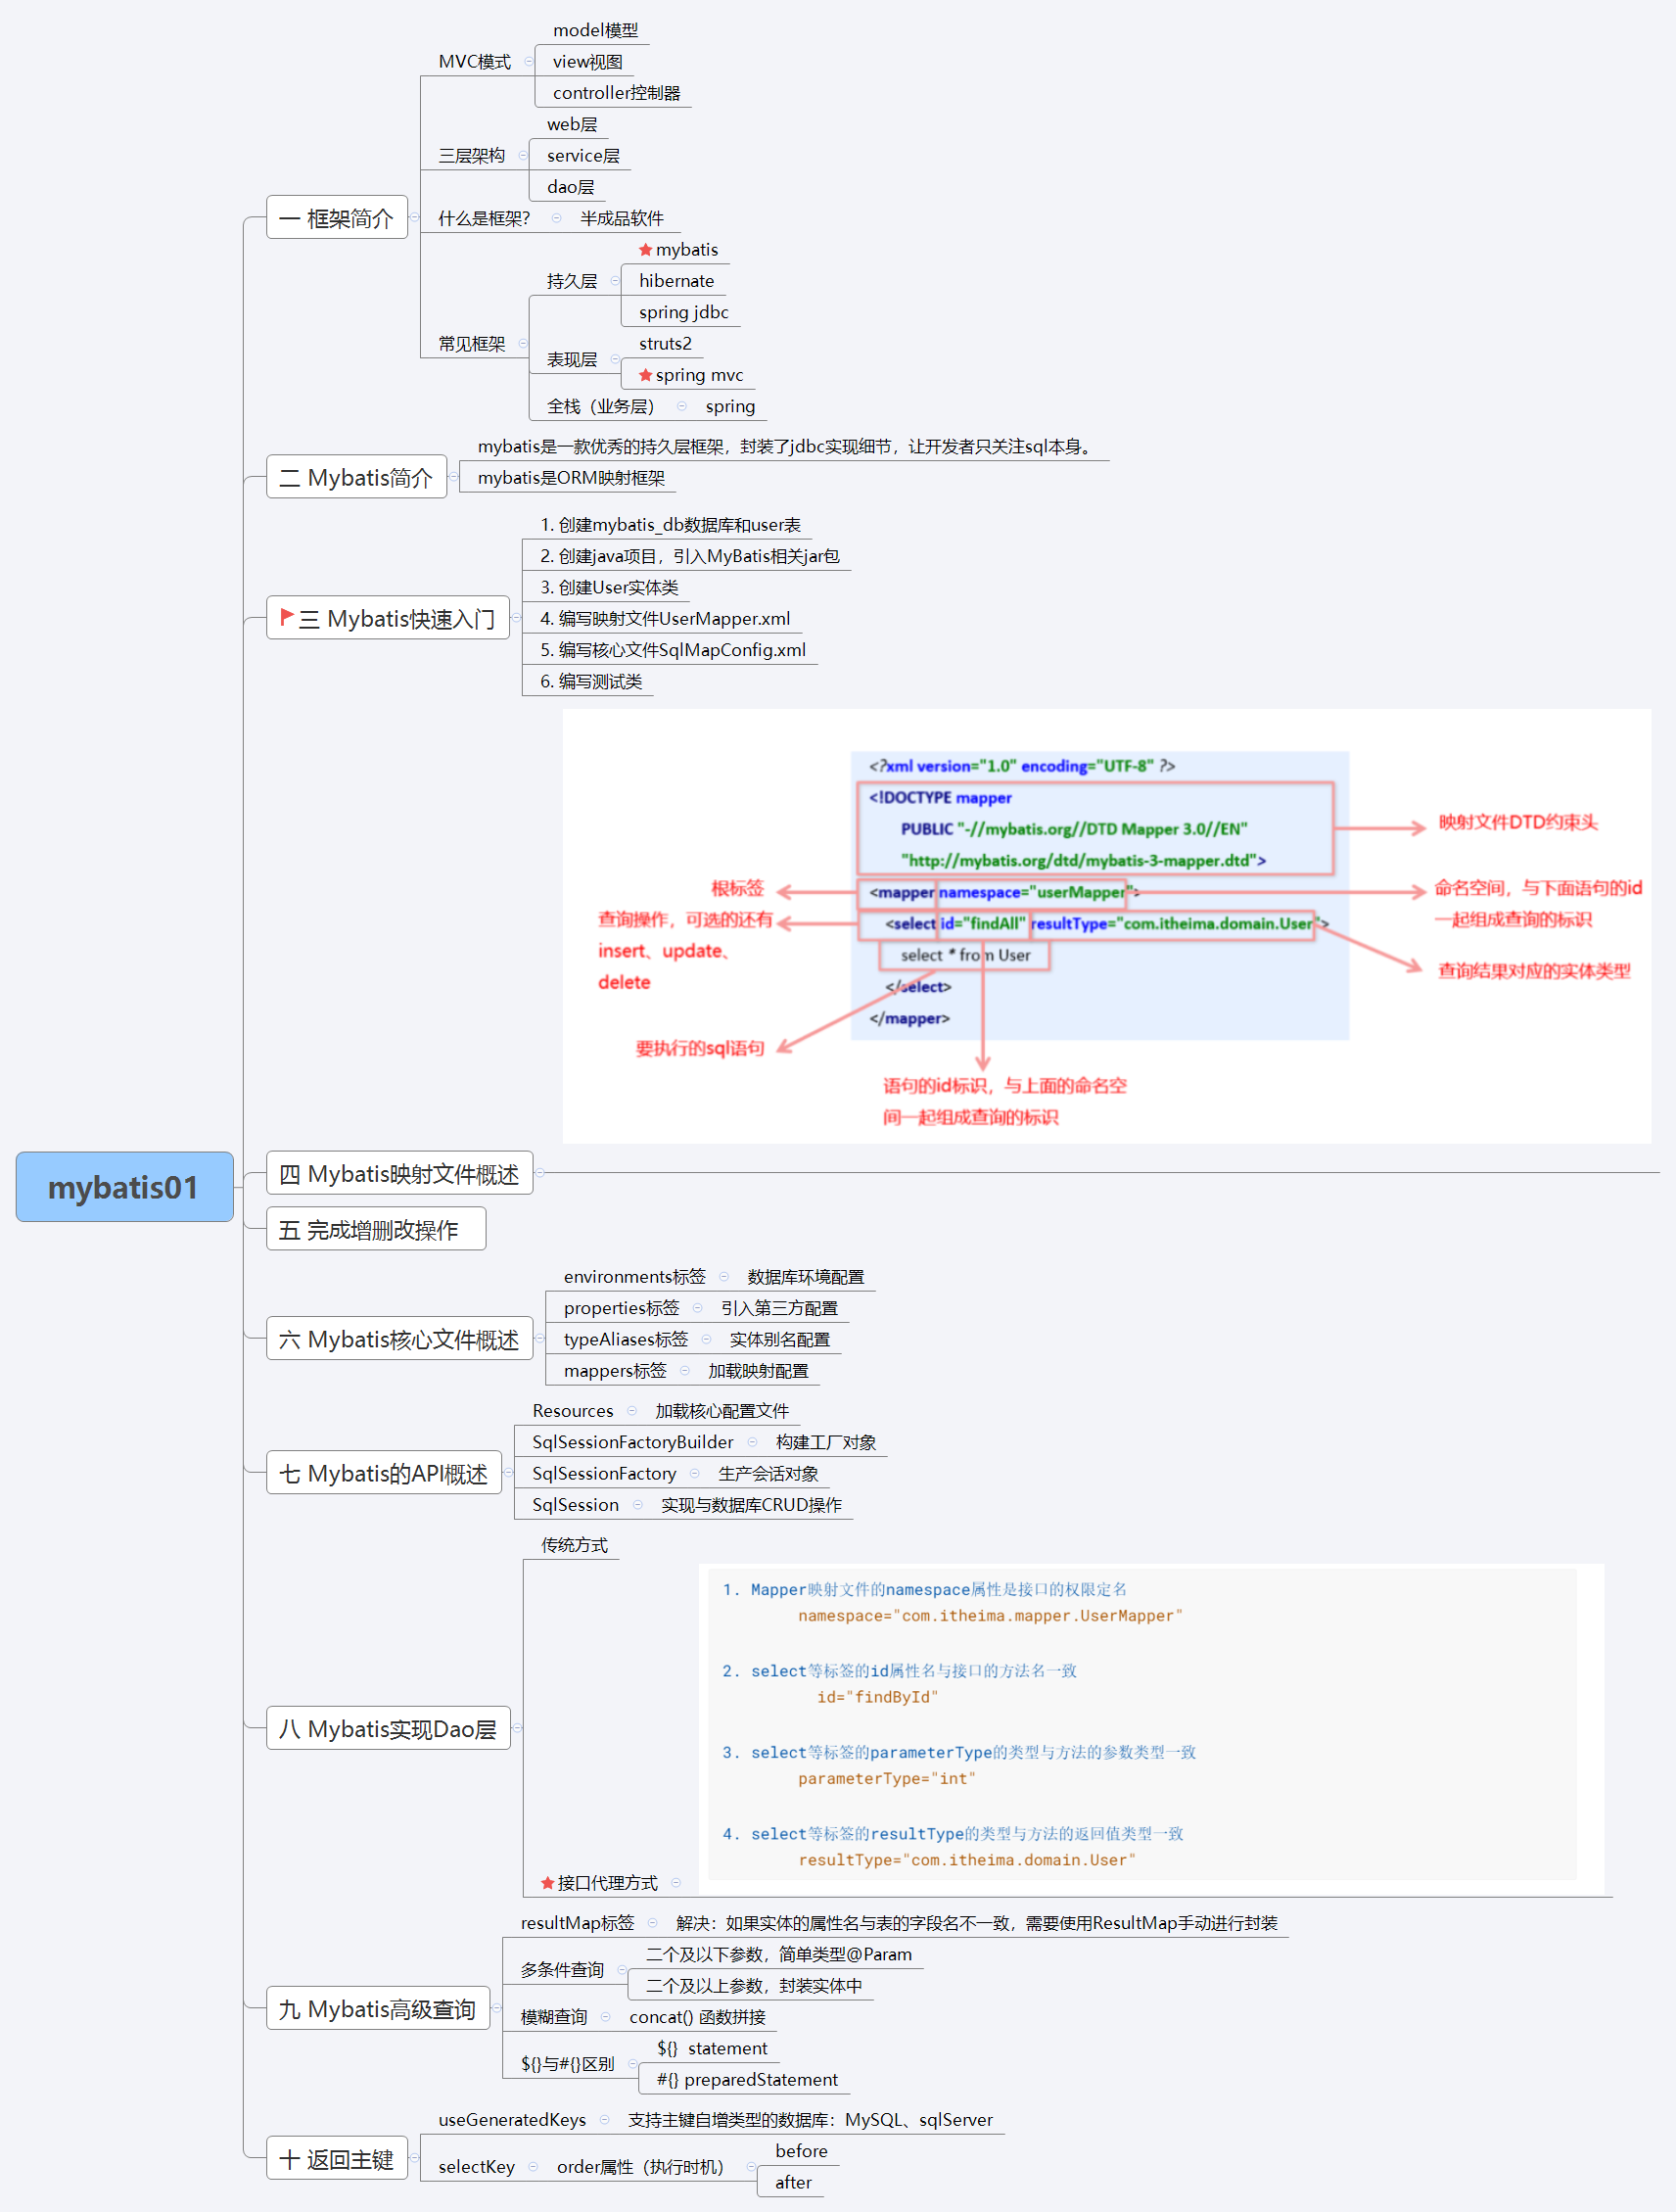 mybatis01
一 框架简介
MVC模式
model模型
view视图
controller控制器
三层架构
web层
service层
dao层
什么是框架？
半成品软件
常见框架
持久层
mybatis
hibernate
spring jdbc
表现层
struts2
spring mvc
全栈（业务层）
spring
二 Mybatis简介
mybatis是一款优秀的持久层框架，封装了jdbc实现细节，让开发者只关注sql本身。
mybatis是ORM映射框架
三 Mybatis快速入门
1. 创建mybatis_db数据库和user表
2. 创建java项目，引入MyBatis相关jar包
3. 创建User实体类
4. 编写映射文件UserMapper.xml
5. 编写核心文件SqlMapConfig.xml
6. 编写测试类
四 Mybatis映射文件概述
<?xml version="1.0" encoding="UTF-8" ?>
<!DOCTYPE mapper
PUBLIC "-//mybatis.org//DTD Mapper 3.0//EN"
"http://mybatis.org/dtd/mybatis-3-mapper.dtd">
<mapper namespace="userMapper">
<select id="findAll" resultType="com.itheima.domain.User">
select * from User
</select>
</mapper>
映射文件DTD约束头
根标签
命名空间，与下面语句的id
一起组成查询的标识
查询操作，可选的还有
insert、update、
delete
查询结果对应的实体类型
要执行的sql语句
语句的id标识，与上面的命名空
间一起组成查询的标识
五 完成增删改操作
六 Mybatis核心文件概述
environments标签
数据库环境配置
properties标签
引入第三方配置
typeAliases标签
实体别名配置
mappers标签
加载映射配置
七 Mybatis的API概述
Resources
加载核心配置文件
SqlSessionFactoryBuilder
构建工厂对象
SqlSessionFactory
生产会话对象
SqlSession
实现与数据库CRUD操作
八 Mybatis实现Dao层
传统方式
接口代理方式
1. Mapper映射文件的namespace属性是接口的权限定名
namespace="com.itheima.mapper.UserMapper"
2. select等标签的id属性名与接口的方法名一致
id="findById"
3. select等标签的parameterType的类型与方法的参数类型一致
parameterType="int"
4. select等标签的resultType的类型与方法的返回值类型一致
resultType="com.itheima.domain.User"
九 Mybatis高级查询
resultMap标签
解决：如果实体的属性名与表的字段名不一致，需要使用ResultMap手动进行封装
多条件查询
二个及以下参数，简单类型@Param
二个及以上参数，封装实体中
模糊查询
concat() 函数拼接
${}与#{}区别
${} statement
#{} preparedStatement
十 返回主键
useGeneratedKeys
支持主键自增类型的数据库：MySQL、sqlServer
selectKey
order属性（执行时机）
before
after